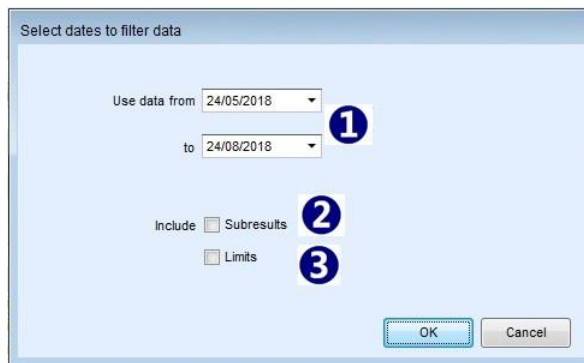 Select dates to filter data
Use data from 24/05/2018
1
to 24/08/2018
Include Subresults 2
Limits 3
OK Cancel